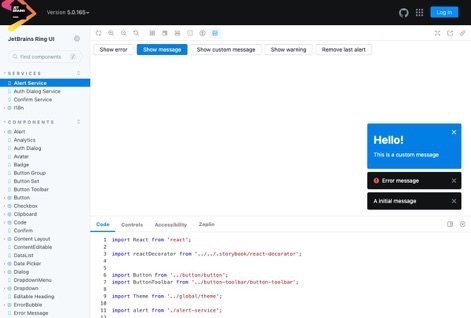 JET
BRAINS
Version 5.0.165
Log in
JetBrains Ring UI
Find components
SERVICES
Alert Service
Auth Dialog Service
Confirm Service
I18n
COMPONENTS
Alert
Analytics
Auth Dialog
Avatar
Badge
Button Group
Button Set
Button Toolbar
Button
Checkbox
Clipboard
Code
Confirm
Content Layout
ContentEditable
DataList
Date Picker
Dialog
DropdownMenu
Dropdown
Editable Heading
ErrorBubble
Error Message
Show error
Show message
Show custom message
Show warning
Remove last alert
Hello!
This is a custom message
Error message
A initial message
Code
Controls
Accessibility
Zeplin
1 import React from 'react';
2
3 import reactDecorator from '../../.storybook/react-decorator';
4
5
6 import Button from '../button/button';
7 import ButtonToolbar from '../button-toolbar/button-toolbar';
8
9 import Theme from '../global/theme';
10
11 import alert from './alert-service';